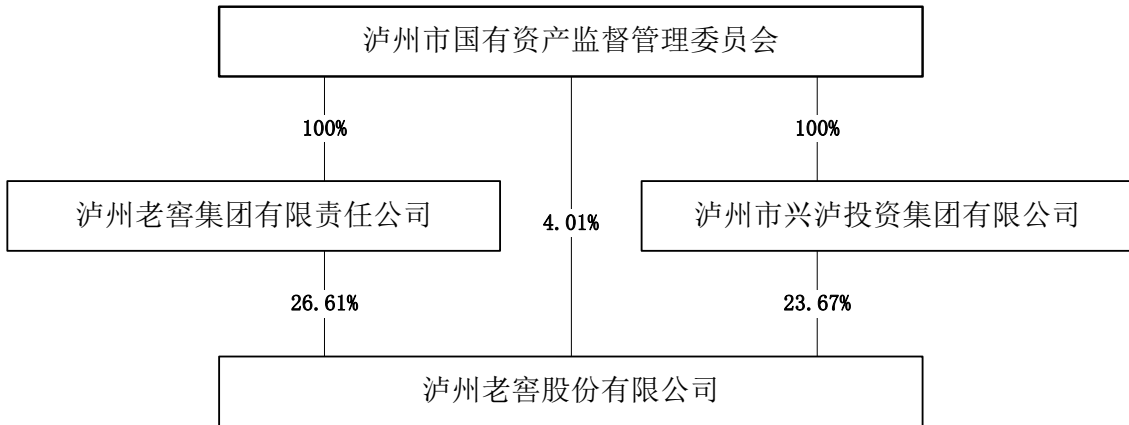 泸州市国有资产监督管理委员会
100%
100%
泸州老窖集团有限责任公司
4.01%
泸州市兴泸投资集团有限公司
26.61%
23.67%
泸州老窖股份有限公司